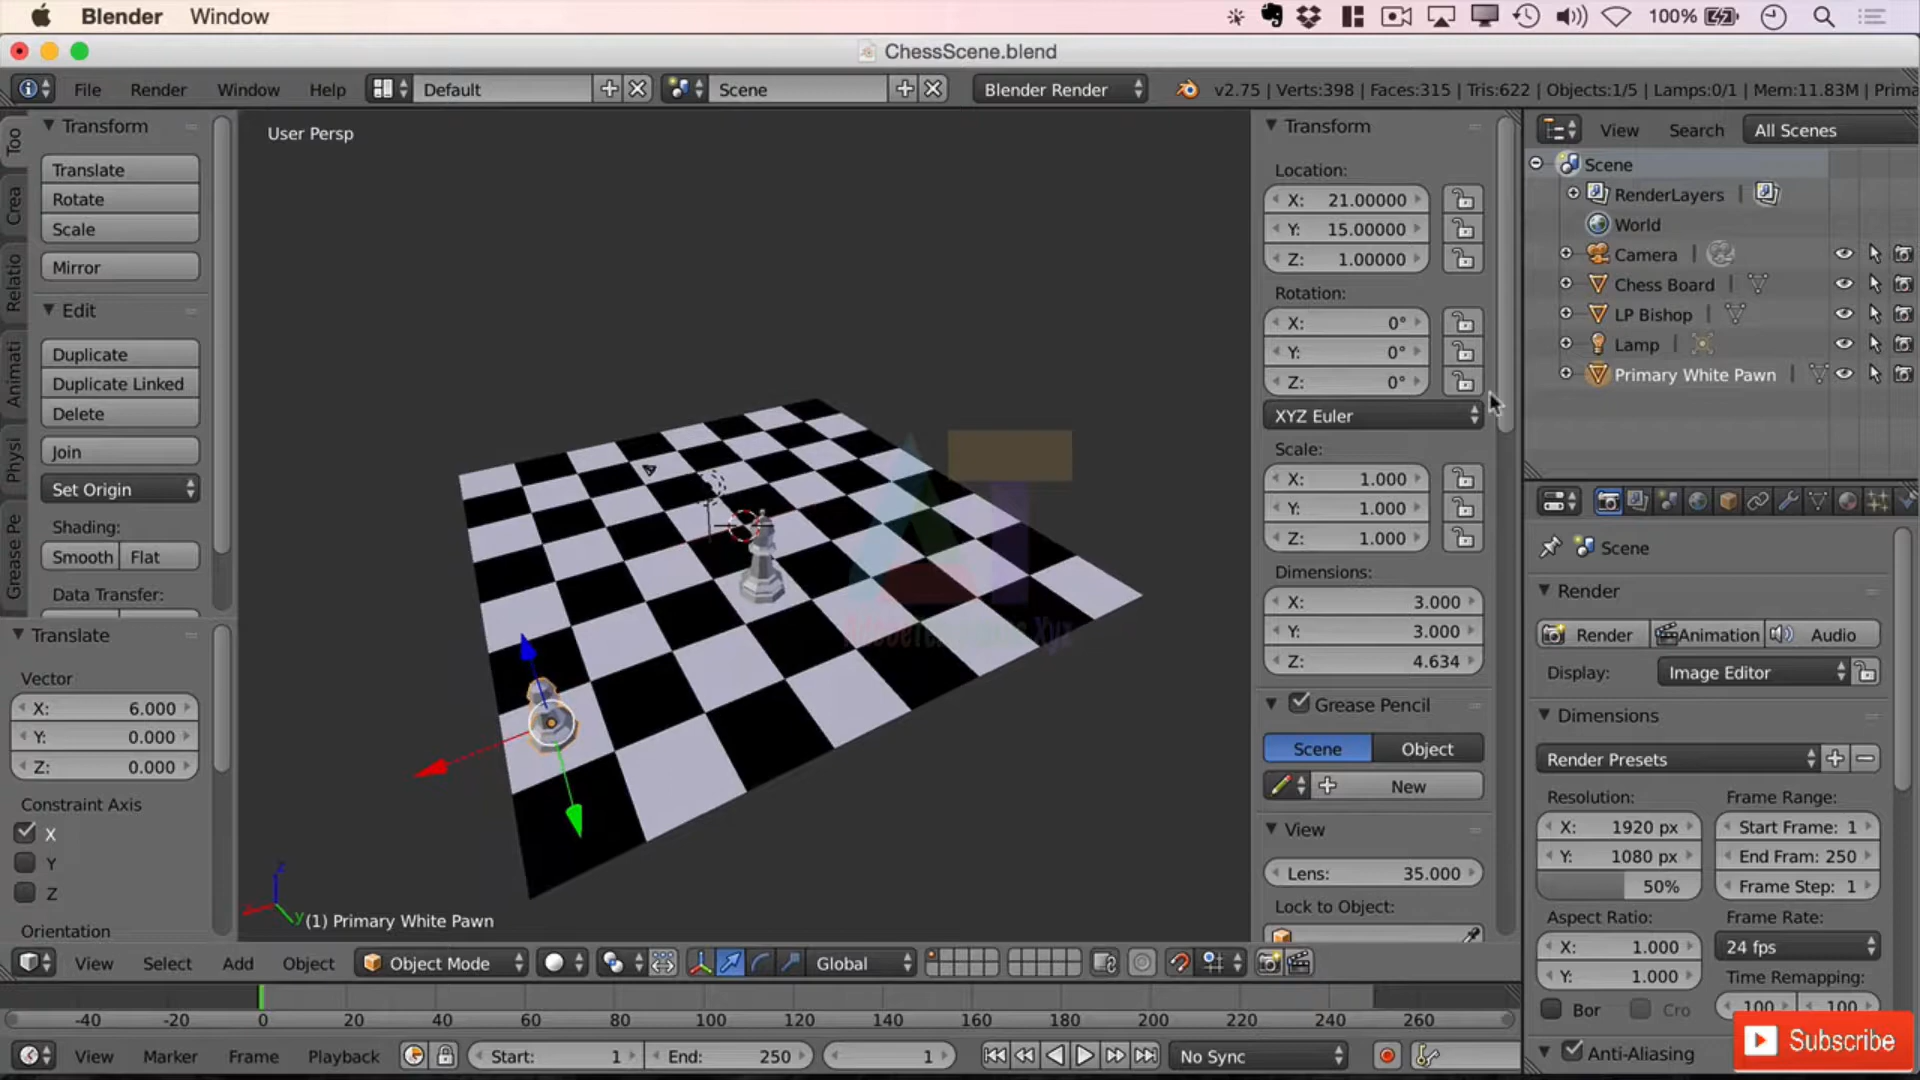 Blender Window 100%
ChessScene.blend
File Render Window Help Default Scene Blender Render v2.75 | Verts:398 | Faces:315 | Tris:622 | Objects:1/5 | Lamps:0/1 | Mem:11.83M | Prima
Too
Crea
Relatio
Animati
Physi
Grease Pe
Transform
Translate
Rotate
Scale
Mirror
Edit
Duplicate
Duplicate Linked
Delete
Join
Set Origin
Shading:
Smooth Flat
Data Transfer:
Translate
Vector
X: 6.000
Y: 0.000
Z: 0.000
Constraint Axis
X
Y
Z
Orientation
User Persp
z
y
(1) Primary White Pawn
Transform
Location:
X: 21.00000
Y: 15.00000
Z: 1.00000
Rotation:
X: 0°
Y: 0°
Z: 0°
XYZ Euler
Scale:
X: 1.000
Y: 1.000
Z: 1.000
Dimensions:
X: 3.000
Y: 3.000
Z: 4.634
Grease Pencil
Scene Object
New
View
Lens: 35.000
Lock to Object:
View Search All Scenes
Scene
RenderLayers |
World
Camera |
Chess Board |
LP Bishop |
Lamp |
Primary White Pawn |
Scene
Render
Render Animation Audio
Display: Image Editor
Dimensions
Render Presets
Resolution: Frame Range:
X: 1920 px Start Frame: 1
Y: 1080 px End Fram: 250
50% Frame Step: 1
Aspect Ratio: Frame Rate:
X: 1.000 24 fps
Y: 1.000 Time Remapping:
Bor Cro 100 100
Anti-Aliasing
Subscribe
View Select Add Object Object Mode Global
-40 -20 0 20 40 60 80 100 120 140 160 180 200 220 240 260
View Marker Frame Playback Start: 1 End: 250 1 No Sync